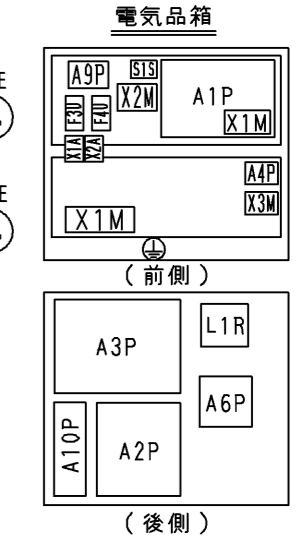 電気品箱
A9P S1S
X2M A1P
F3U F4U X1M
X1A X2A
A4P
X3M
X1M
(前側)
A3P L1R
A6P
A10P A2P
(後側)